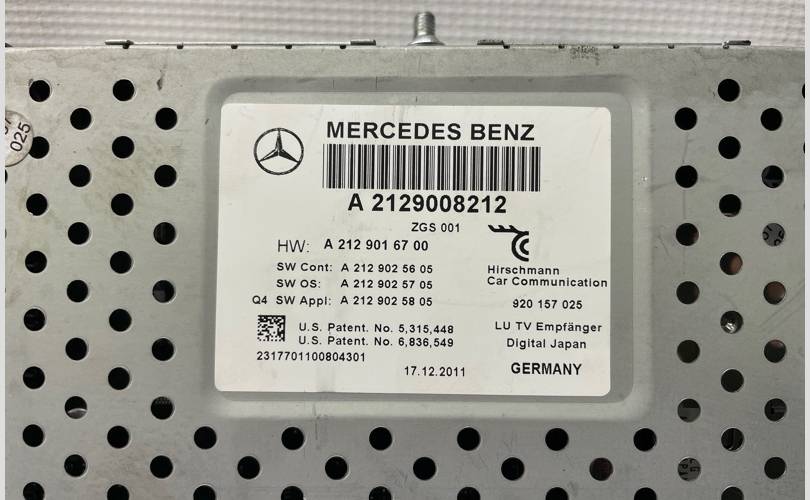 MERCEDES BENZ
A 2129008212
ZGS 001
HW: A 212 901 67 00
SW Cont: A 212 902 56 05
SW OS: A 212 902 57 05
Q4 SW Appl: A 212 902 58 05
Hirschmann
Car Communication
920 157 025
U.S. Patent. No. 5,315,448
U.S. Patent. No. 6,836,549
2317701100804301
LU TV Empfänger
Digital Japan
17.12.2011
GERMANY
025